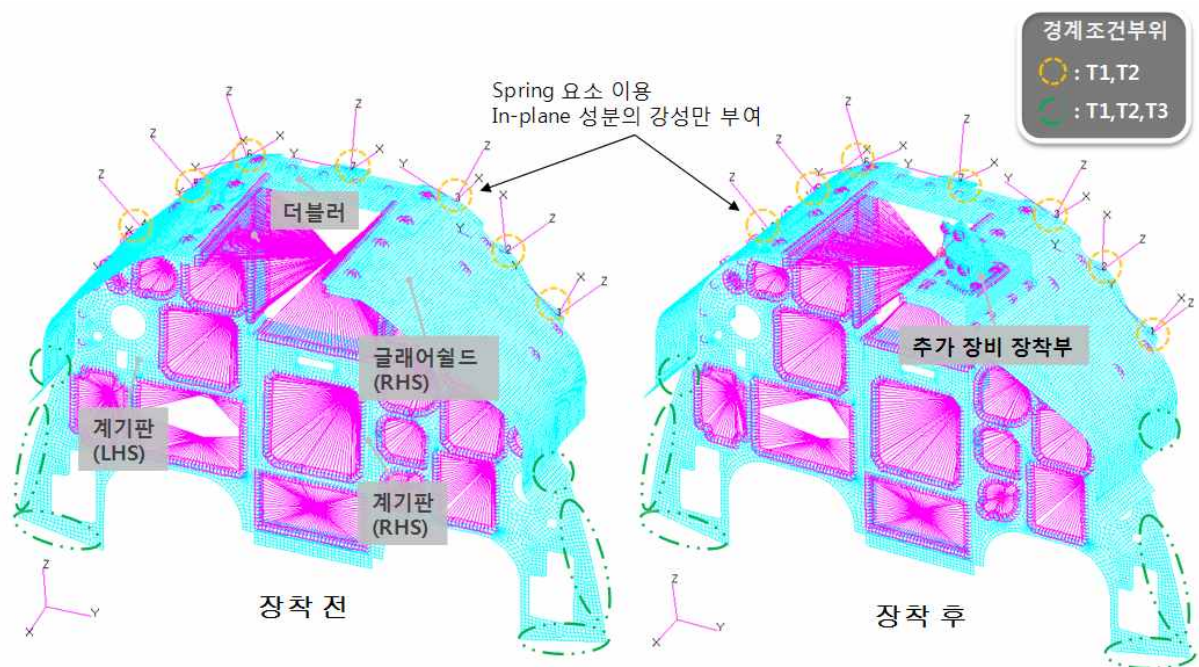 경계조건부위
: T1,T2
: T1,T2,T3
Spring 요소 이용
In-plane 성분의 강성만 부여
더블러
글래어쉴드
(RHS)
계기판
(LHS)
계기판
(RHS)
추가 장비 장착부
장착 전
장착 후
Z
Y
X
Z
Y
X